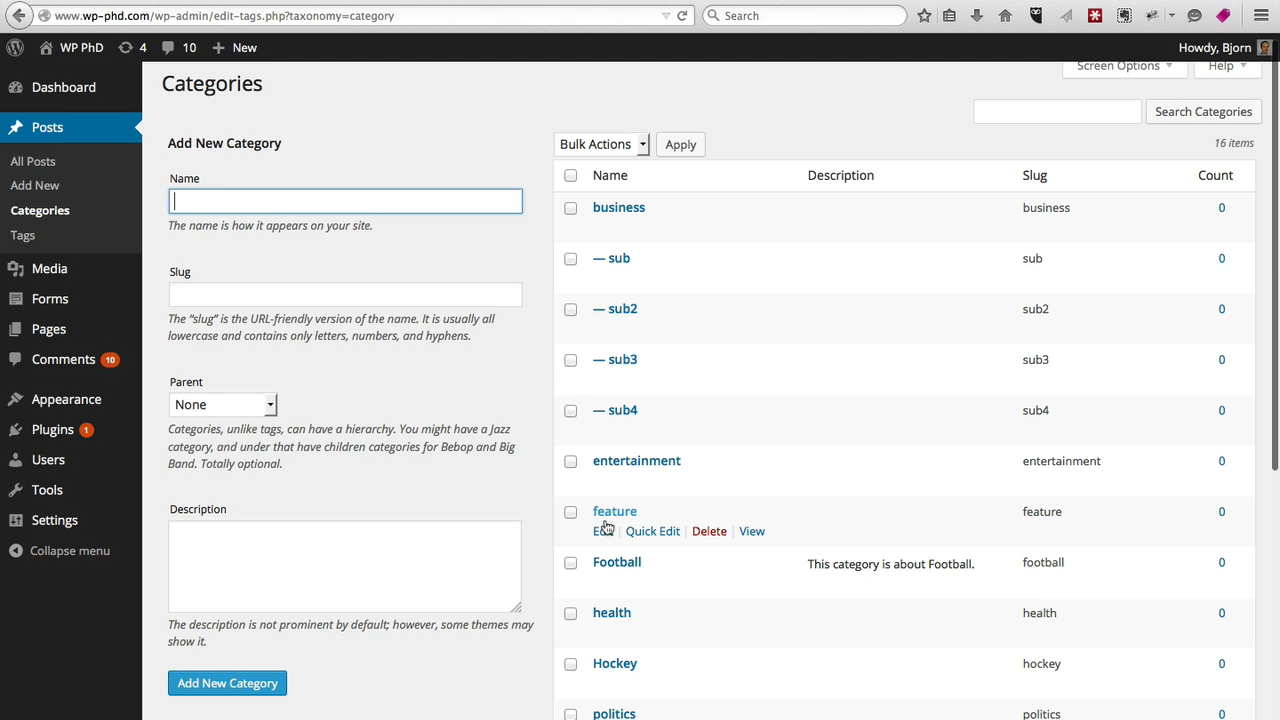 www.wp-phd.com/wp-admin/edit-tags.php?taxonomy=category
Search
WP PhD
4
10
New
Howdy, Bjorn
Dashboard
Posts
All Posts
Add New
Categories
Tags
Media
Forms
Pages
Comments 10
Appearance
Plugins 1
Users
Tools
Settings
Collapse menu
Categories
Screen Options
Help
Search Categories
Add New Category
Name
The name is how it appears on your site.
Slug
The “slug” is the URL-friendly version of the name. It is usually all
lowercase and contains only letters, numbers, and hyphens.
Parent
None
Categories, unlike tags, can have a hierarchy. You might have a Jazz
category, and under that have children categories for Bebop and Big
Band. Totally optional.
Description
The description is not prominent by default; however, some themes may
show it.
Add New Category
Bulk Actions
Apply
16 items
Name Description Slug Count
business business 0
— sub sub 0
— sub2 sub2 0
— sub3 sub3 0
— sub4 sub4 0
entertainment entertainment 0
feature feature 0
Edit | Quick Edit | Delete | View
Football This category is about Football. football 0
health health 0
Hockey hockey 0
politics politics 0